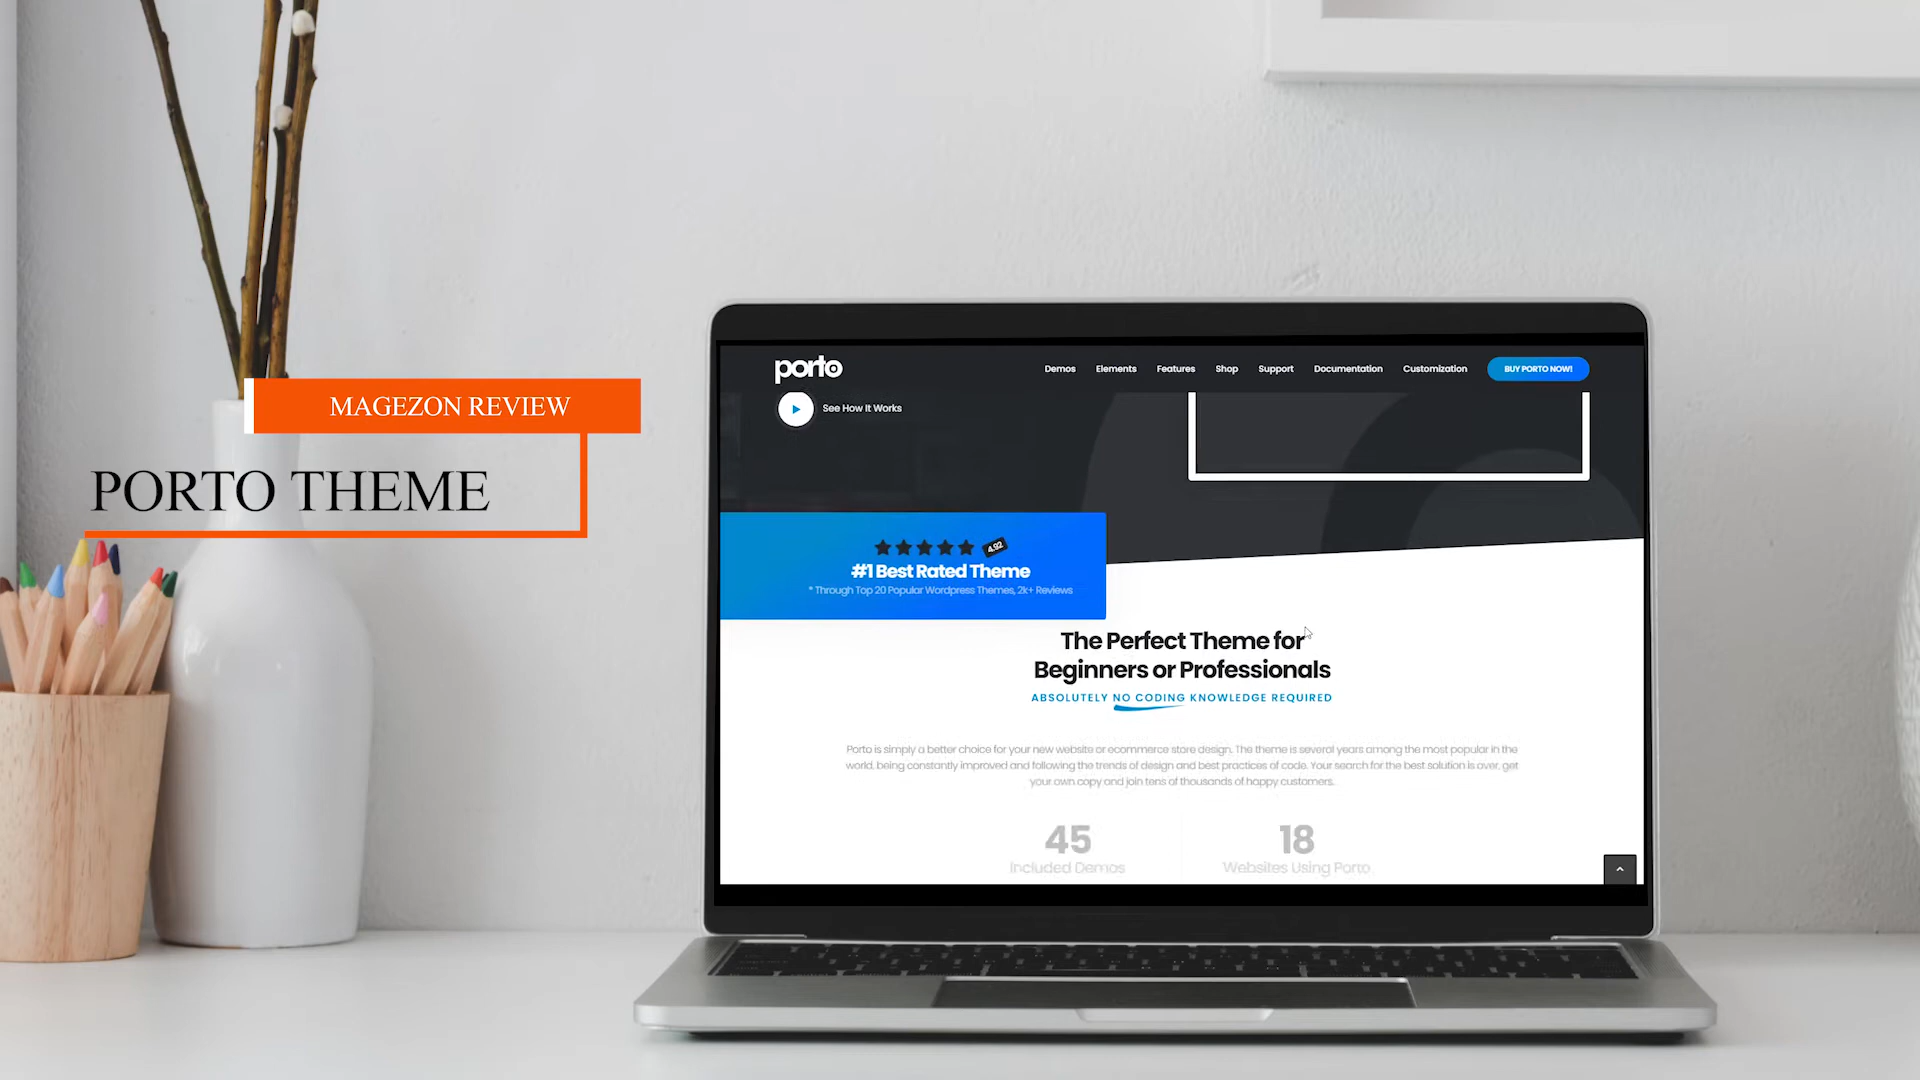 MAGEZON REVIEW
PORTO THEME
porto
Demos Elements Features Shop Support Documentation Customization BUY PORTO NOW!
See How It Works
4.92
#1 Best Rated Theme
* Through Top 20 Popular Wordpress Themes, 2k+ Reviews
The Perfect Theme for
Beginners or Professionals
ABSOLUTELY NO CODING KNOWLEDGE REQUIRED
Porto is simply a better choice for your new website or ecommerce store design. The theme is several years among the most popular in the
world, being constantly improved and following the trends of design and best practices of code. Your search for the best solution is over, get
your own copy and join tens of thousands of happy customers.
45 18
Included Demos Websites Using Porto